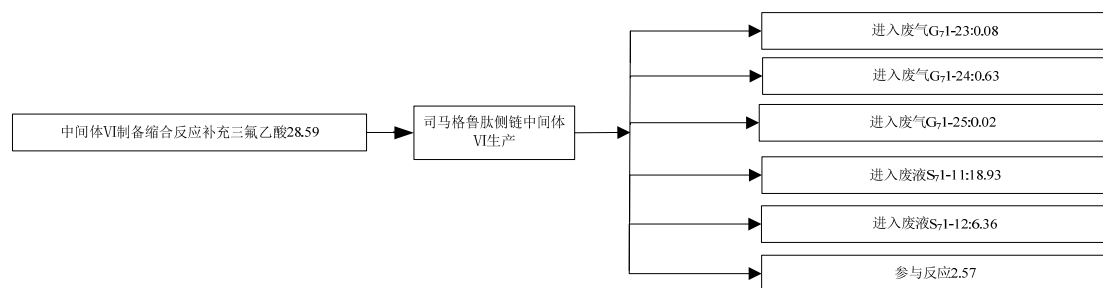 进入废气G₇1-23:0.08
进入废气G₇1-24:0.63
中间体VI制备缩合反应补充三氟乙酸28.59
司马格鲁肽侧链中间体
VI生产
进入废气G₇1-25:0.02
进入废液S₇1-11:18.93
进入废液S₇1-12:6.36
参与反应2.57